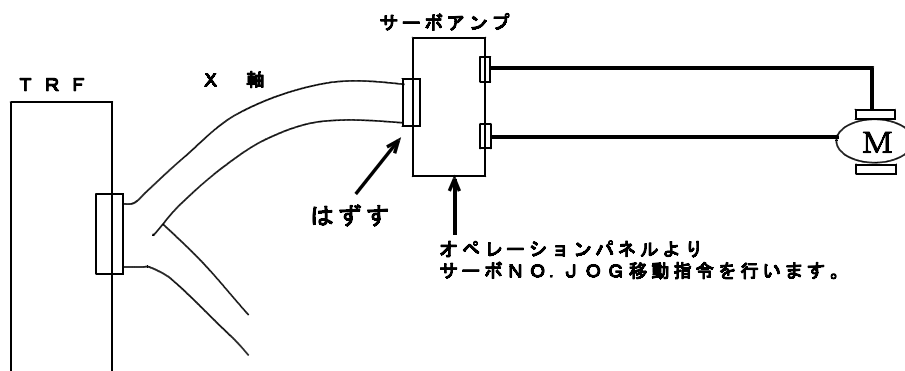 サーボアンプ
TRF
X 軸
M
はずす
オペレーションパネルより
サーボNO.JOG移動指令を行います。